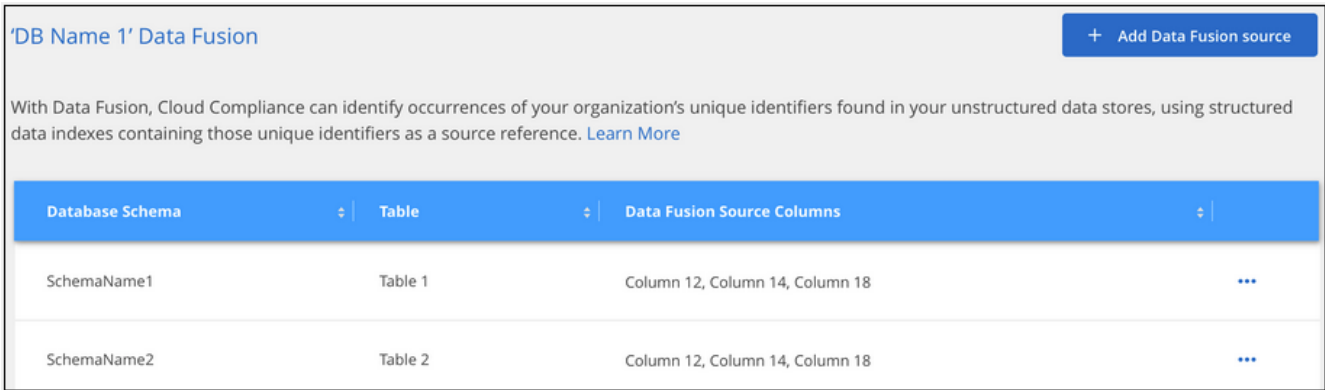 ‘DB Name 1’ Data Fusion
+ Add Data Fusion source
With Data Fusion, Cloud Compliance can identify occurrences of your organization’s unique identifiers found in your unstructured data stores, using structured
data indexes containing those unique identifiers as a source reference. Learn More
Database Schema Table Data Fusion Source Columns
SchemaName1 Table 1 Column 12, Column 14, Column 18
SchemaName2 Table 2 Column 12, Column 14, Column 18